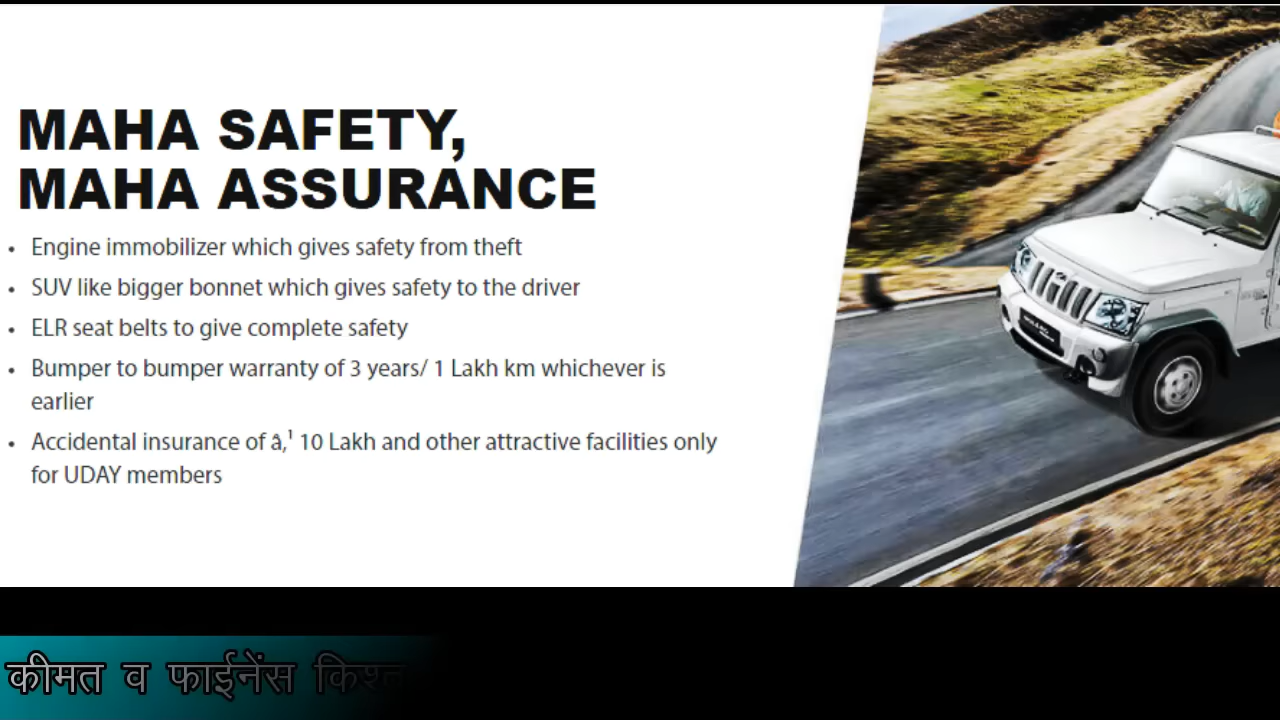 MAHA SAFETY,
MAHA ASSURANCE
• Engine immobilizer which gives safety from theft
• SUV like bigger bonnet which gives safety to the driver
• ELR seat belts to give complete safety
• Bumper to bumper warranty of 3 years/ 1 Lakh km whichever is
earlier
• Accidental insurance of â‚¹ 10 Lakh and other attractive facilities only
for UDAY members
कीमत व फाईनेंस